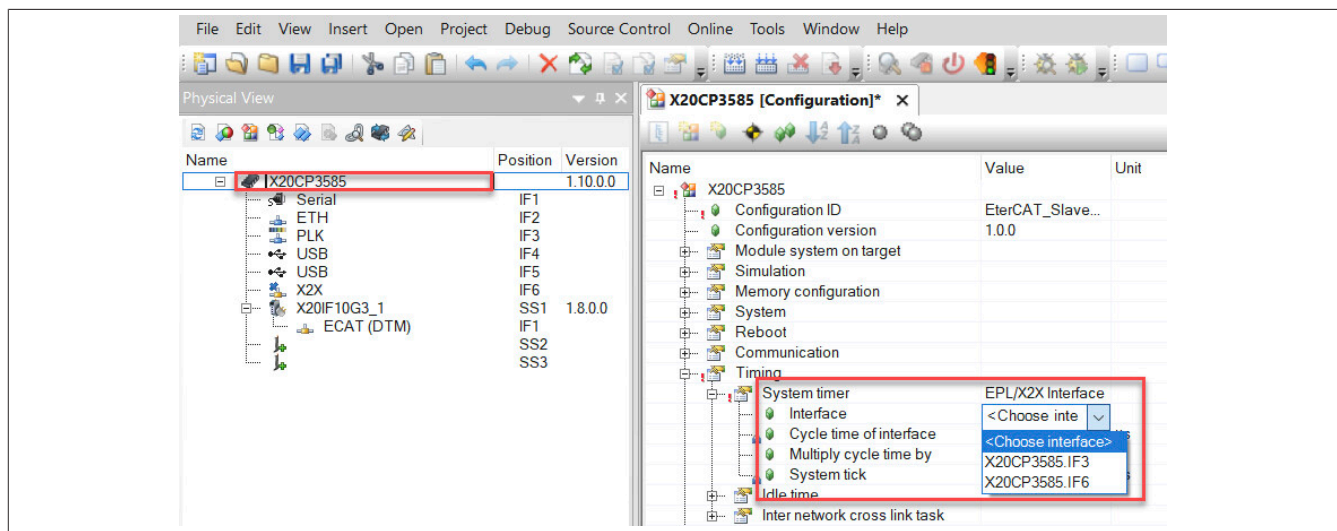 File Edit View Insert Open Project Debug Source Control Online Tools Window Help
Physical View
Name Position Version
X20CP3585 1.10.0.0
Serial IF1
ETH IF2
PLK IF3
USB IF4
USB IF5
X2X IF6
X20IF10G3_1 SS1 1.8.0.0
ECAT (DTM) IF1
SS2
SS3
X20CP3585 [Configuration]*
Name Value Unit
X20CP3585
Configuration ID EterCAT_Slave...
Configuration version 1.0.0
Module system on target
Simulation
Memory configuration
System
Reboot
Communication
Timing
System timer EPL/X2X Interface
Interface <Choose inte
Cycle time of interface
<Choose interface>
Multiply cycle time by
X20CP3585.IF3
System tick
X20CP3585.IF6
Idle time
Inter network cross link task